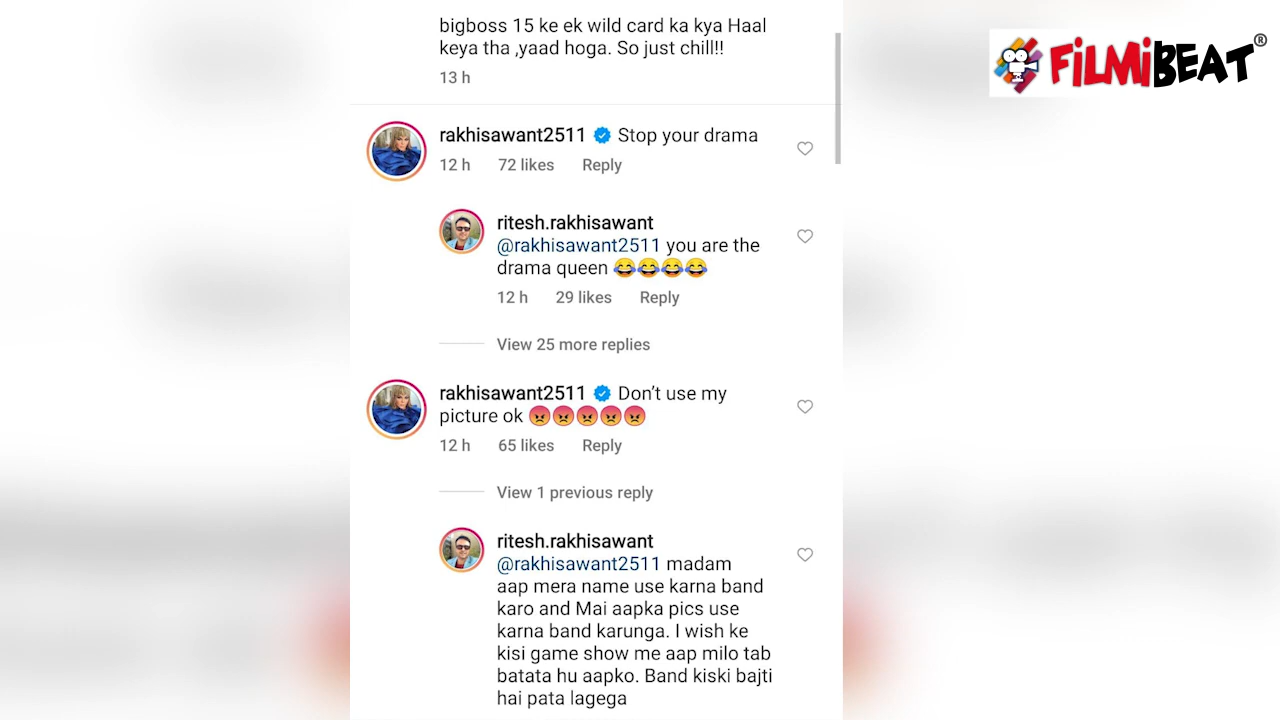 bigboss 15 ke ek wild card ka kya Haal
keya tha ,yaad hoga. So just chill!!
13 h
FiLMiBEAT®
rakhisawant2511 Stop your drama
12 h 72 likes Reply
ritesh.rakhisawant
@rakhisawant2511 you are the
drama queen 😂😂😂😂
12 h 29 likes Reply
View 25 more replies
rakhisawant2511 Don't use my
picture ok 😡😡😡😡😡
12 h 65 likes Reply
View 1 previous reply
ritesh.rakhisawant
@rakhisawant2511 madam
aap mera name use karna band
karo and Mai aapka pics use
karna band karunga. I wish ke
kisi game show me aap milo tab
batata hu aapko. Band kiski bajti
hai pata lagega